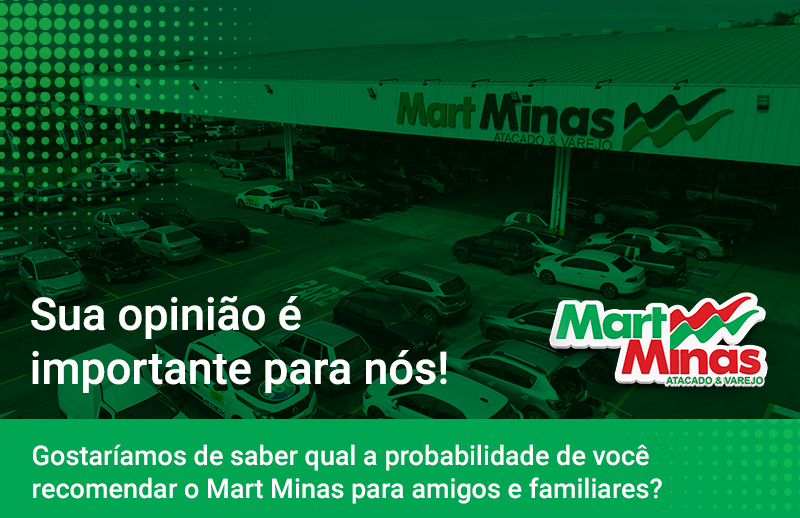 Mart Minas
ATACADO & VAREJO
Sua opinião é
importante para nós!
Mart
Minas
ATACADO & VAREJO
Gostaríamos de saber qual a probabilidade de você
recomendar o Mart Minas para amigos e familiares?